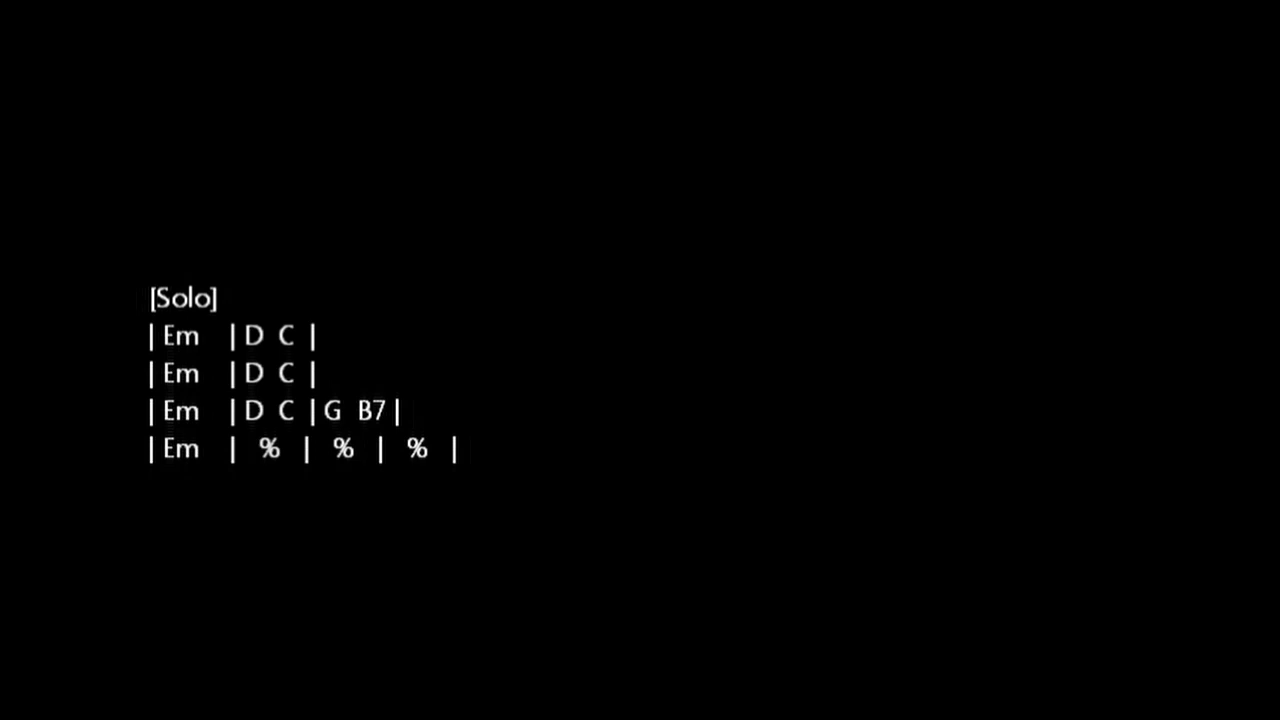 [Solo]
| Em | D C |
| Em | D C |
| Em | D C | G B7 |
| Em | % | % | % |